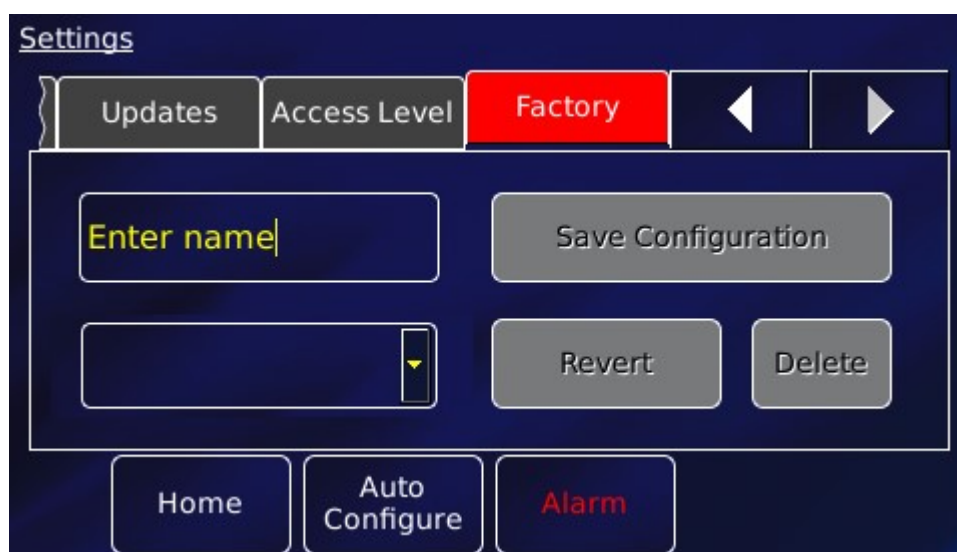 Settings
Updates
Access Level
Factory
Enter name
Save Configuration
Revert
Delete
Home
Auto
Configure
Alarm